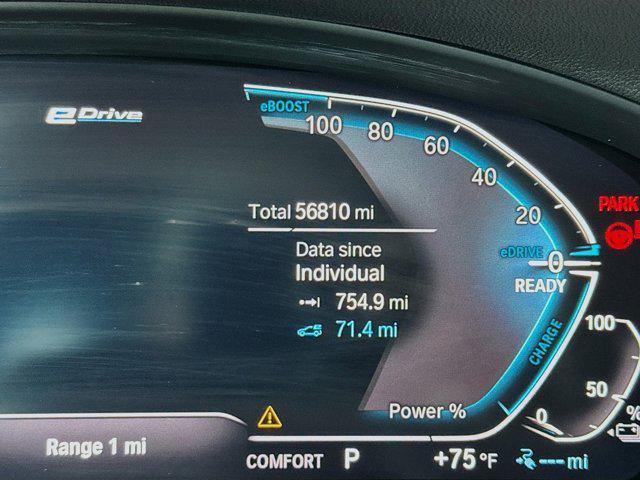 eDrive
eBOOST
100
80
60
40
20
0
eDRIVE
READY
CHARGE
PARK
Total 56810 mi
Data since
Individual
754.9 mi
71.4 mi
100
50
0
%
Power %
Range 1 mi
COMFORT P +75 °F --- mi